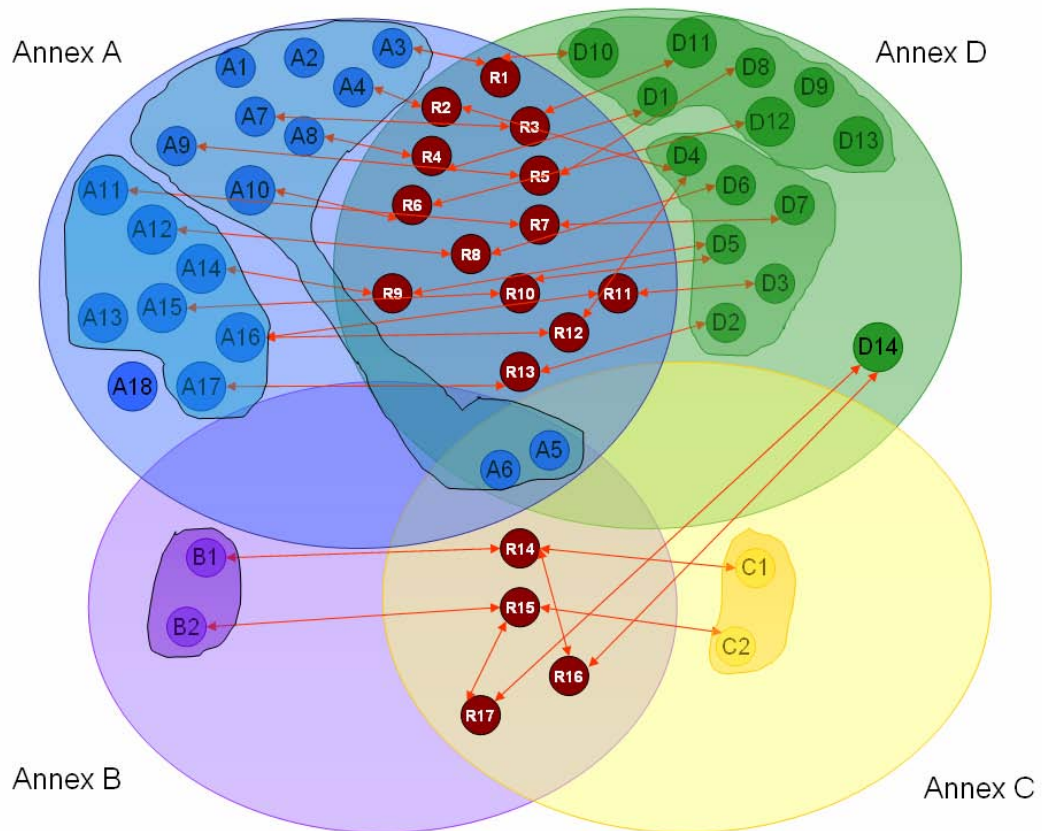 Annex A
Annex D
A1
A2
A3
A4
A7
A8
A9
A10
A11
A12
A14
A15
A13
A16
A17
A18
A5
A6
R1
R2
R3
R4
R5
R6
R7
R8
R9
R10
R11
R12
R13
D10
D11
D8
D9
D1
D12
D13
D4
D6
D7
D5
D3
D2
D14
B1
B2
R14
R15
R16
R17
C1
C2
Annex B
Annex C